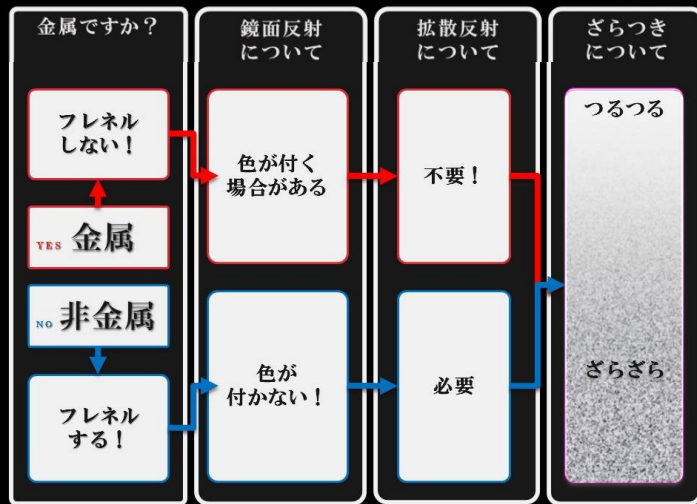 金属ですか？
フレネル
しない！
YES 金属
NO 非金属
フレネル
する！
鏡面反射
について
色が付く
場合がある
色が
付かない！
拡散反射
について
不要！
必要
ざらつき
について
つるつる
ざらざら